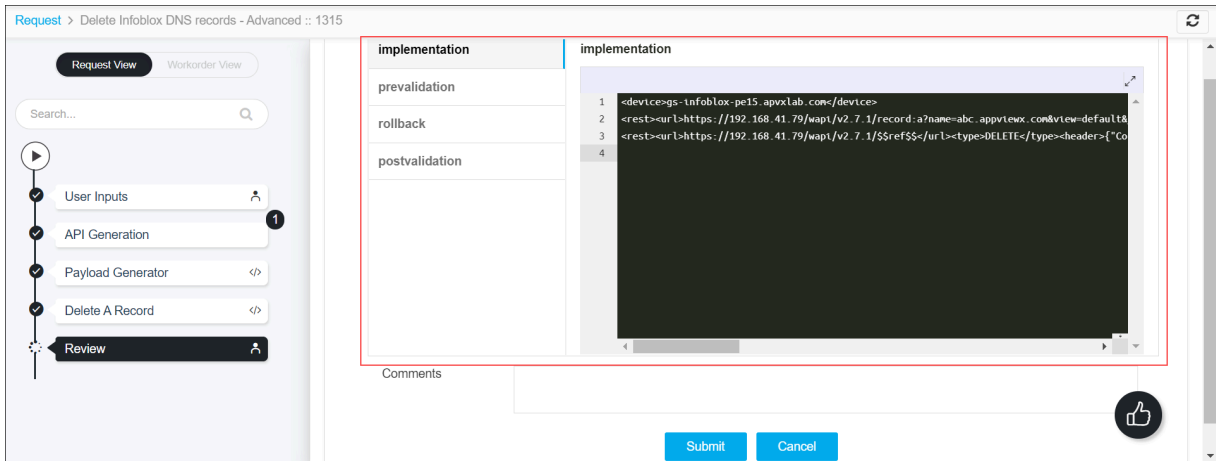 Request > Delete Infoblox DNS records - Advanced :: 1315
Request View
Workorder View
Search...
User Inputs
1
API Generation
Payload Generator
</>
Delete A Record
</>
Review
implementation
prevalidation
rollback
postvalidation
implementation
1 <device>gs-infoblox-pe15.apvxlab.com</device>
2 <rest><url>https://192.168.41.79/wapi/v2.7.1/record:a?name=abc.appviewx.com&view=default&
3 <rest><url>https://192.168.41.79/wapi/v2.7.1/$$ref$$</url><type>DELETE</type><header>{"Co
4
Comments
Submit
Cancel